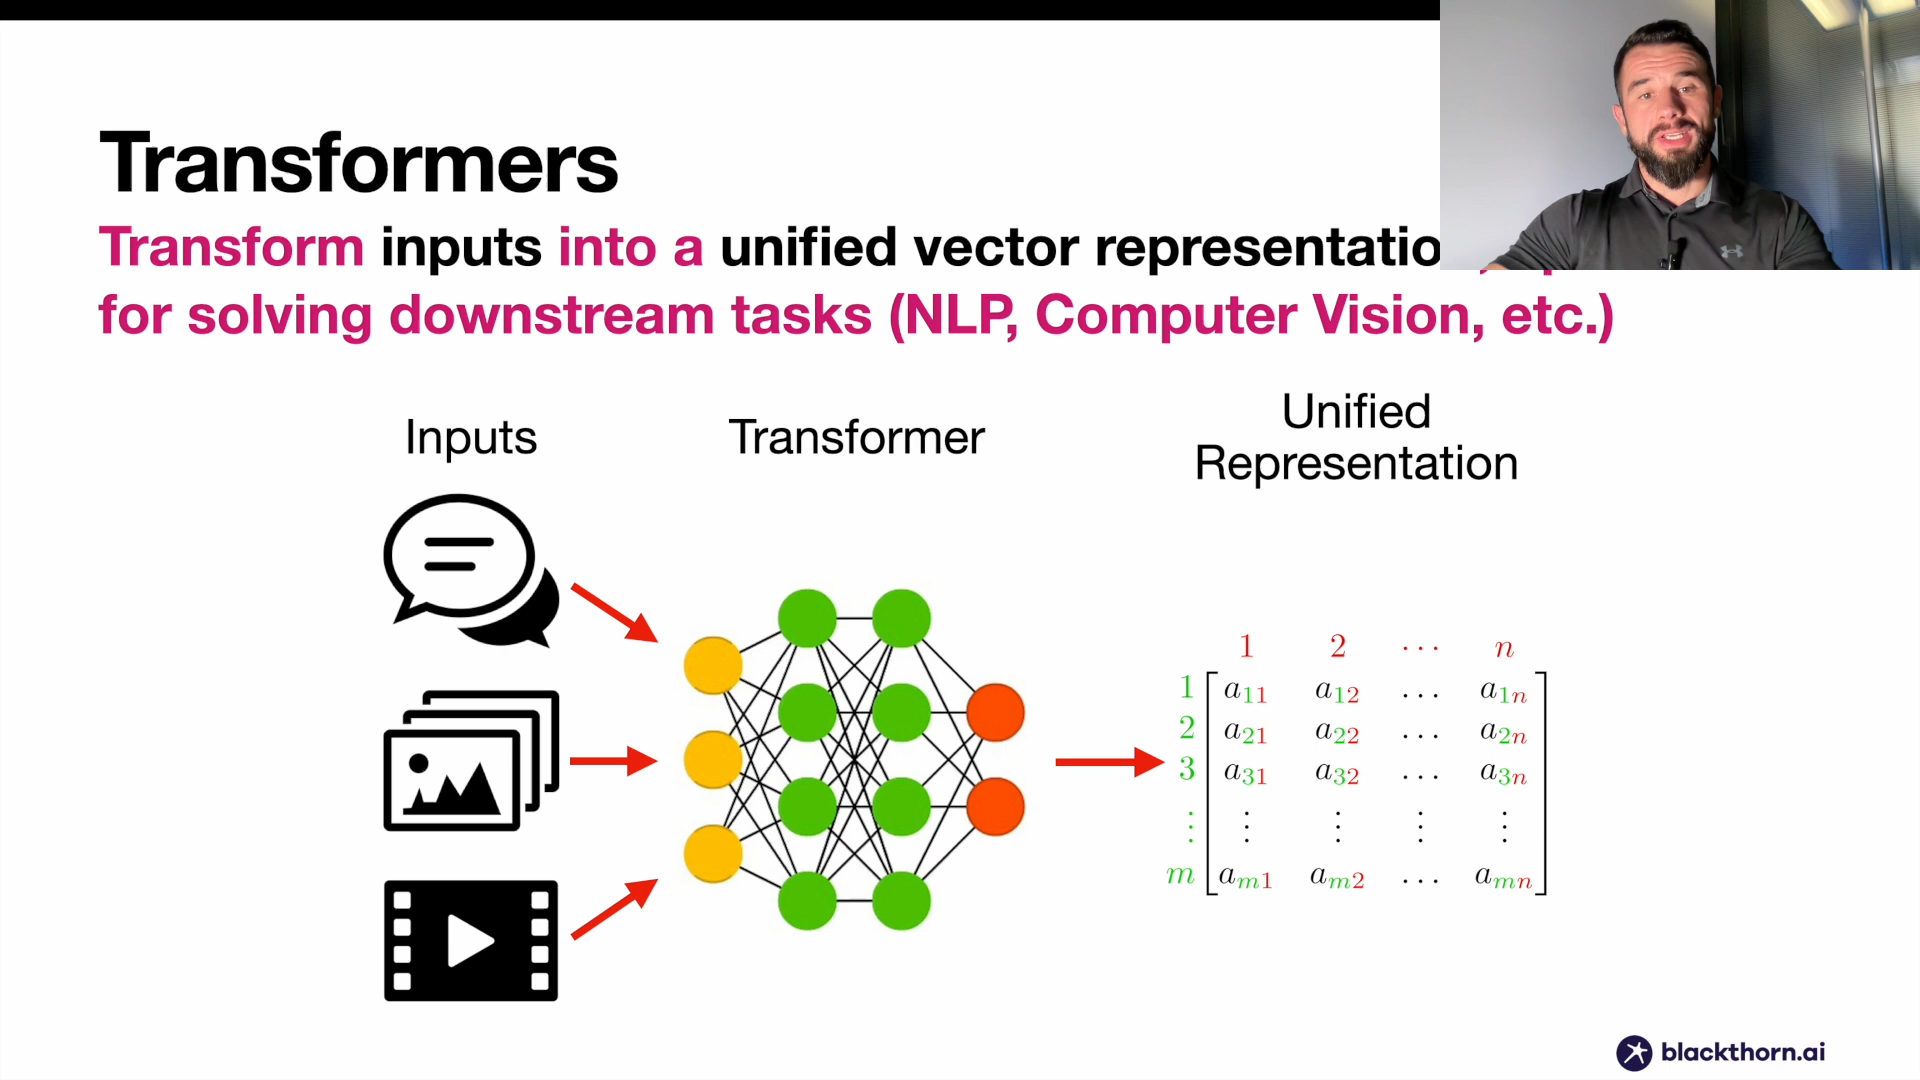 Transformers
Transform inputs into a unified vector representation,
for solving downstream tasks (NLP, Computer Vision, etc.)
Inputs
Transformer
Unified
Representation
1 2 ... n
1 a11 a12 ... a1n
2 a21 a22 ... a2n
3 a31 a32 ... a3n
⋮ ⋮ ⋮ ⋮ ⋮
m am1 am2 ... amn
blackthorn.ai